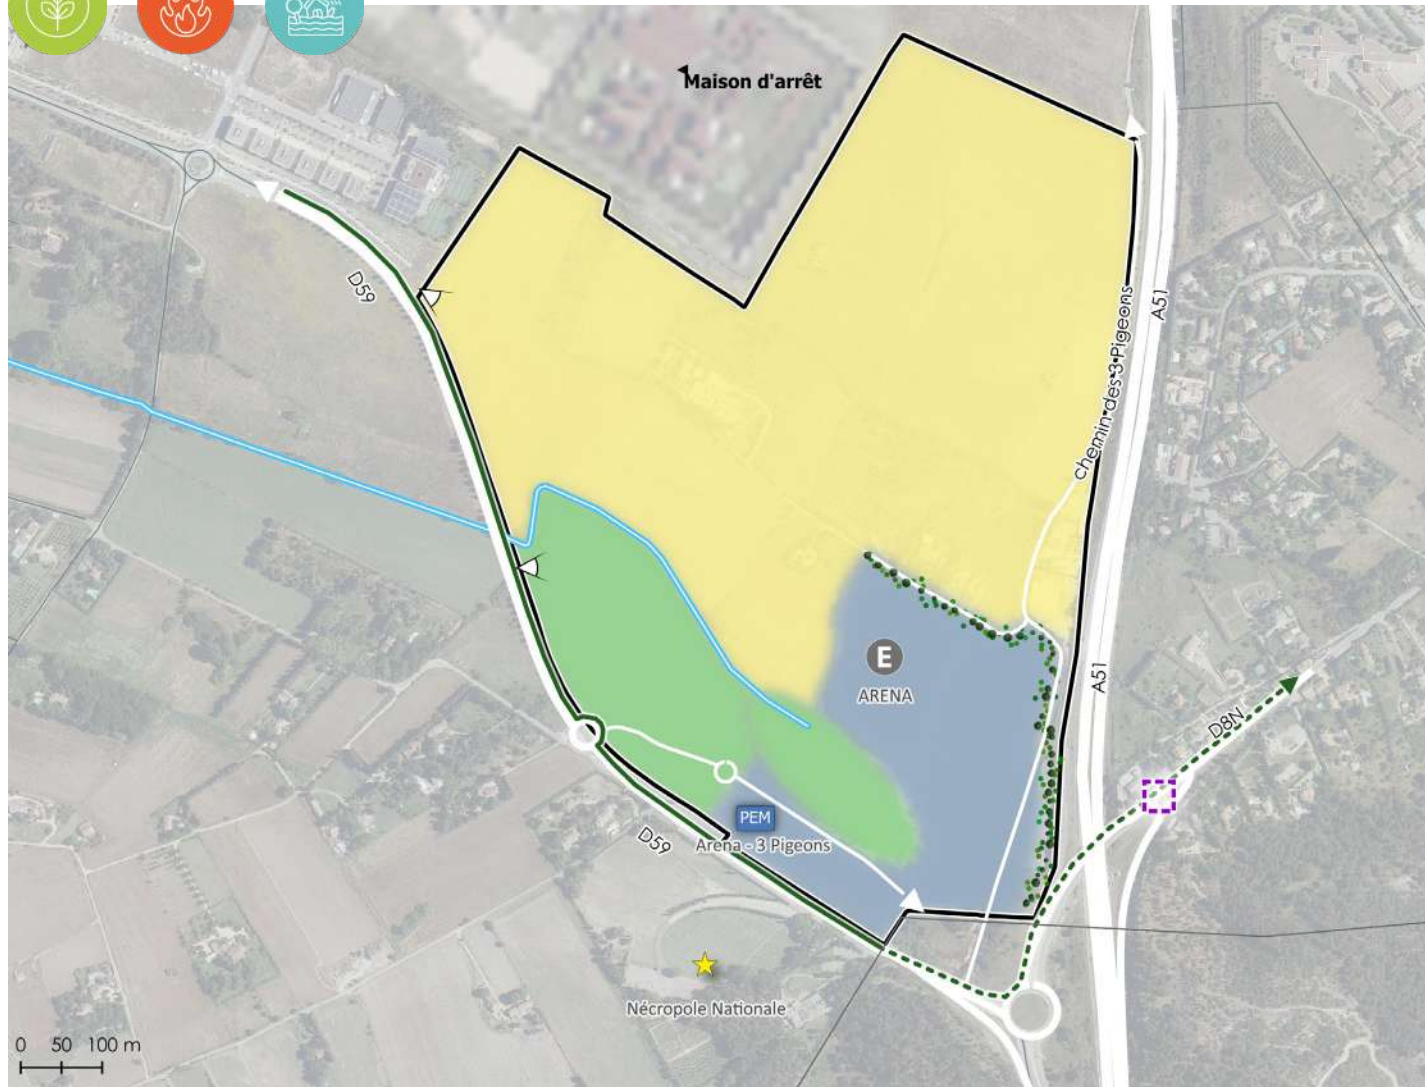 Maison d'arrêt
D59
chemin des 3 Pigeons
A51
E
ARENA
A51
D8N
PEM
Arena - 3 Pigeons
D59
Nécropole Nationale
0 50 100 m